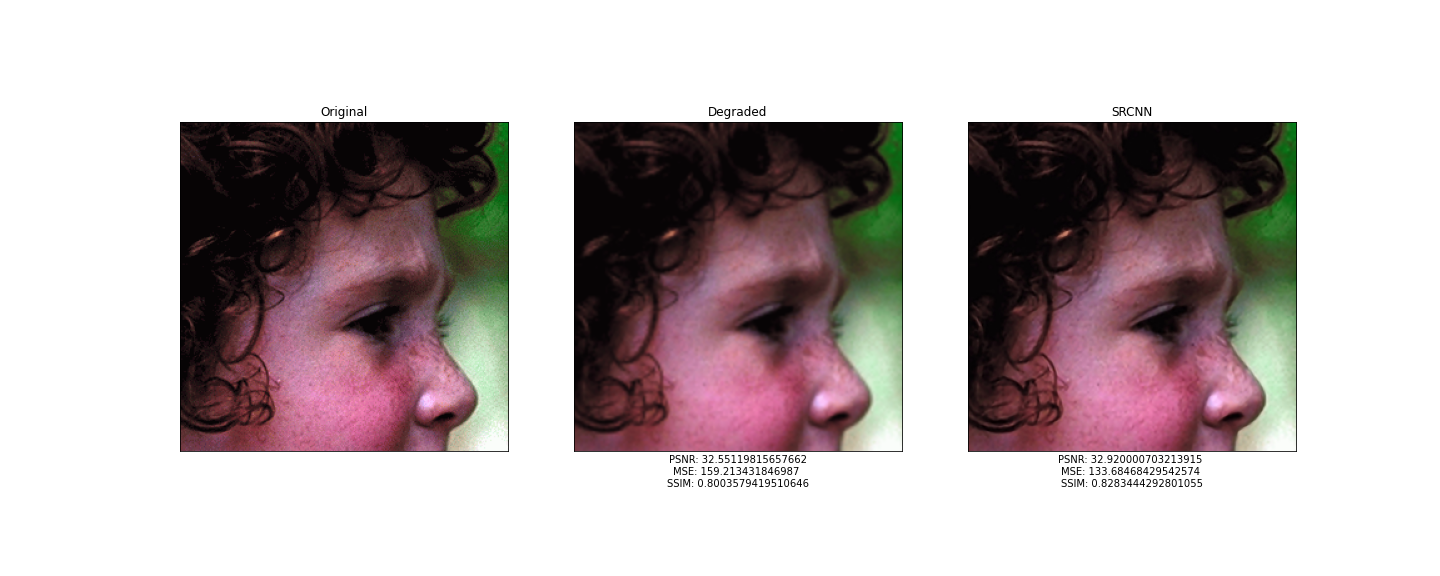 Original
Degraded
SRCNN
PSNR: 32.55119815657662
MSE: 159.213431846987
SSIM: 0.8003579419510646
PSNR: 32.920000703213915
MSE: 133.68468429542574
SSIM: 0.8283444292801055